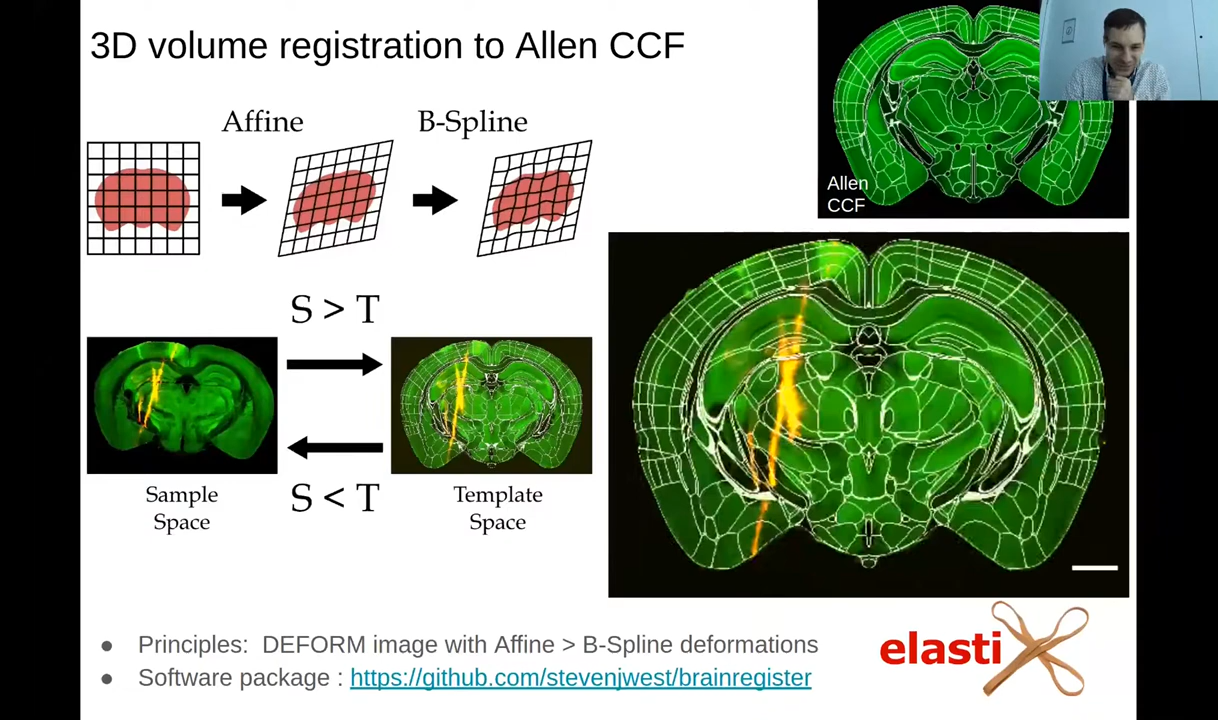 3D volume registration to Allen CCF
Affine
B-Spline
S > T
S < T
Sample
Space
Template
Space
Allen
CCF
● Principles: DEFORM image with Affine > B-Spline deformations
● Software package : https://github.com/stevenjwest/brainregister
elastix